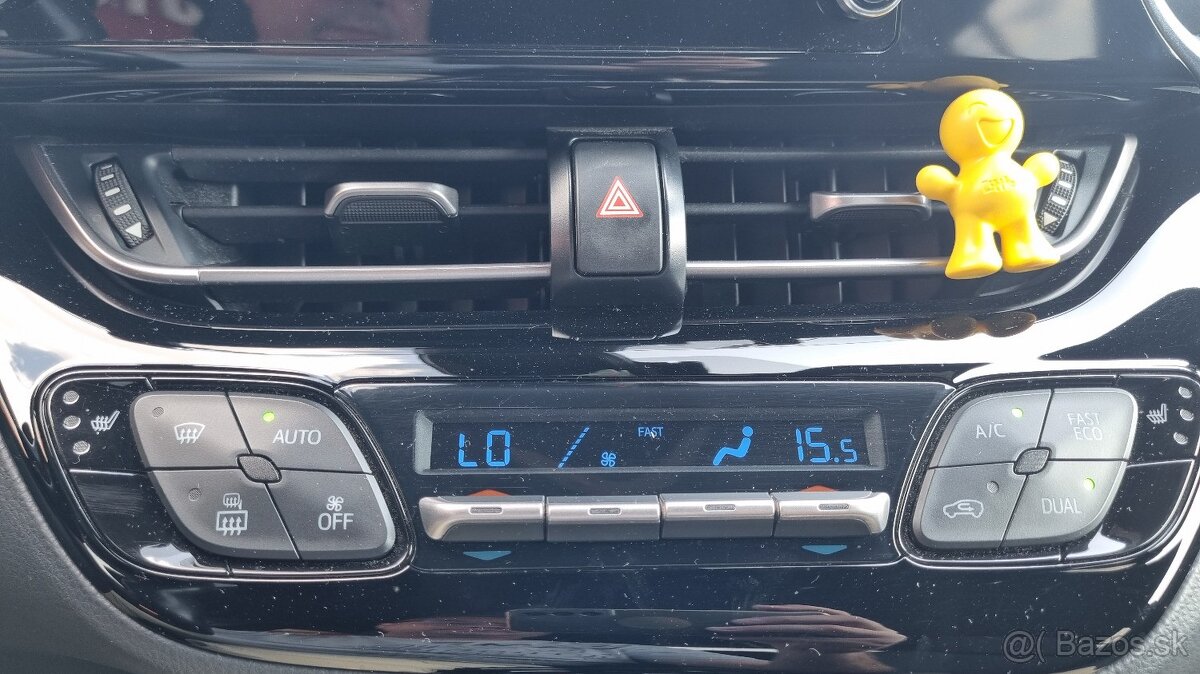 AUTO
OFF
LO FAST 15.5
A/C
FAST
ECO
DUAL
@( Bazos.sk